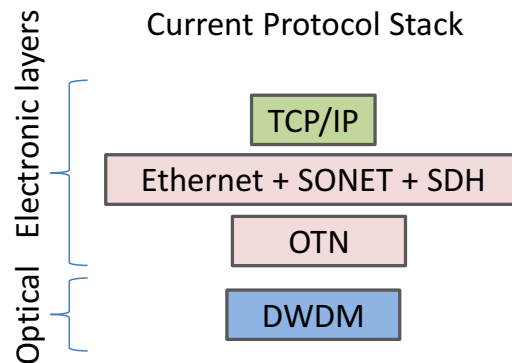 Current Protocol Stack
Electronic layers
TCP/IP
Ethernet + SONET + SDH
OTN
Optical
DWDM